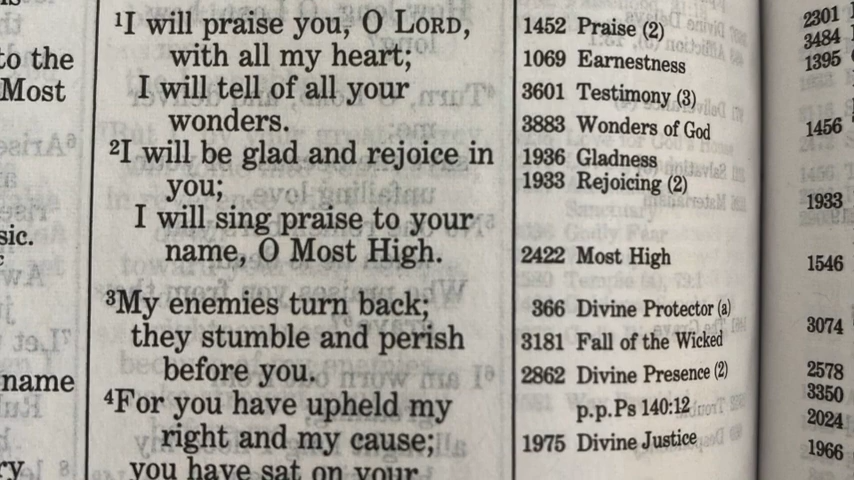 to the
Most
sic.
name
ry
¹I will praise you, O LORD,
with all my heart;
I will tell of all your
wonders.
²I will be glad and rejoice in
you;
I will sing praise to your
name, O Most High.
³My enemies turn back;
they stumble and perish
before you.
⁴For you have upheld my
right and my cause;
you have sat on your
1452 Praise (2)
1069 Earnestness
3601 Testimony (3)
3883 Wonders of God
1936 Gladness
1933 Rejoicing (2)
2422 Most High
366 Divine Protector (a)
3181 Fall of the Wicked
2862 Divine Presence (2)
p.p.Ps 140:12
1975 Divine Justice
2301
3484
1395
1456
1933
1546
3074
2578
3350
2024
1966